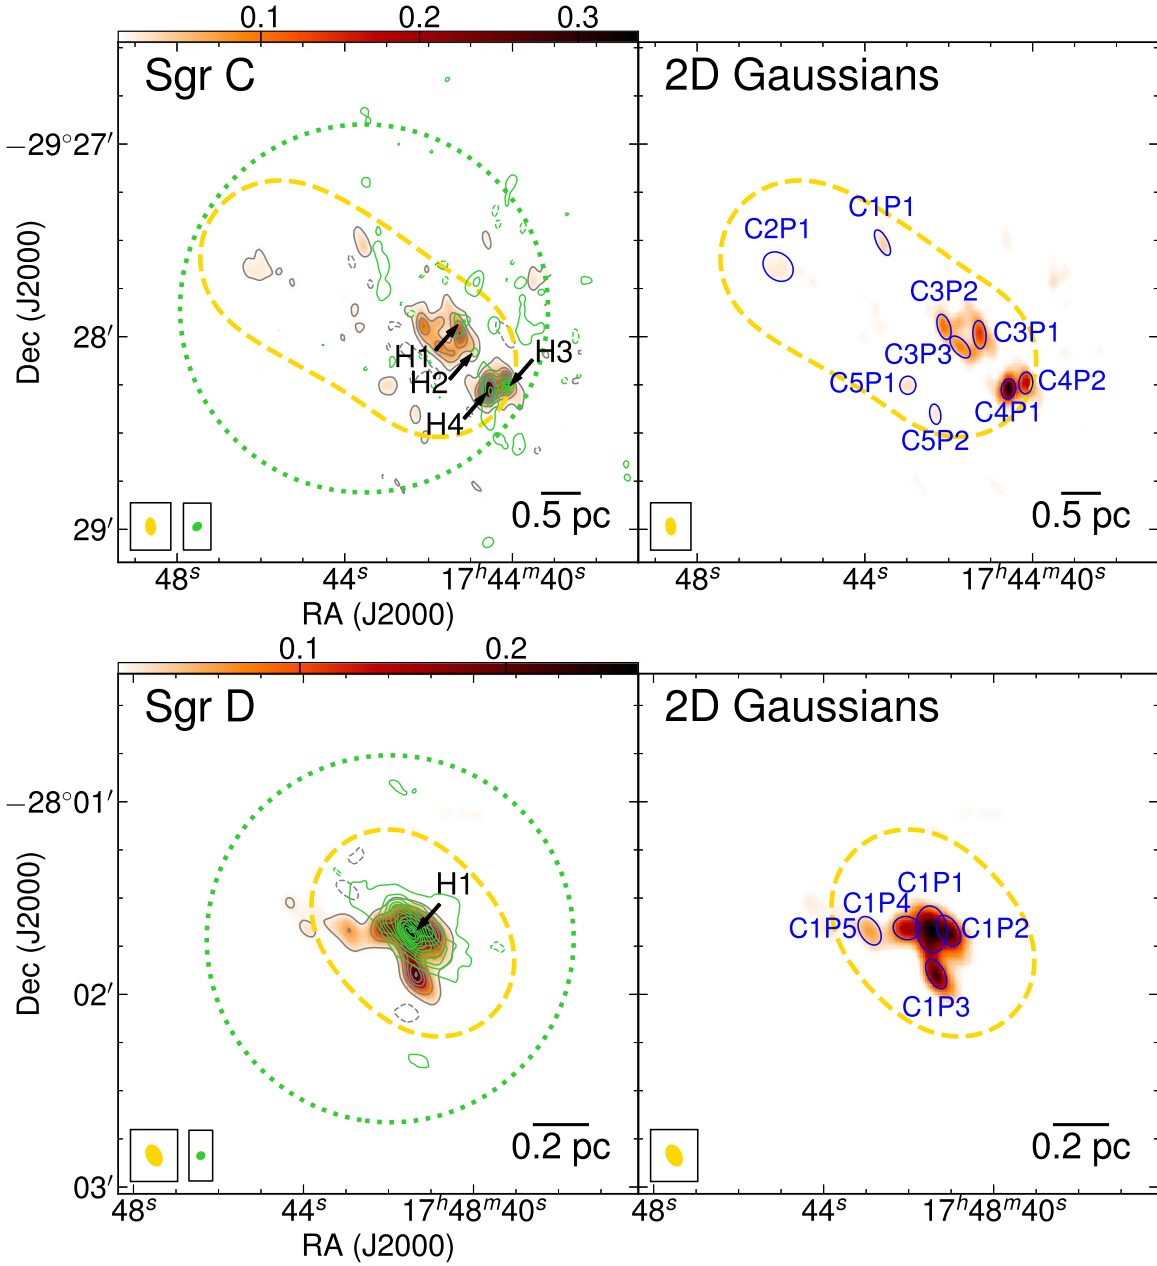 0.1 0.2 0.3
Sgr C
2D Gaussians
−29°27′
28′
29′
Dec (J2000)
H1
H2
H3
H4
0.5 pc
C1P1
C2P1
C3P2
C3P1
C3P3
C5P1
C4P2
C4P1
C5P2
0.5 pc
48s 44s 17h44m40s
48s 44s 17h44m40s
RA (J2000)
0.1 0.2
Sgr D
2D Gaussians
−28°01′
02′
03′
Dec (J2000)
H1
0.2 pc
C1P1
C1P4
C1P5
C1P2
C1P3
0.2 pc
48s 44s 17h48m40s
48s 44s 17h48m40s
RA (J2000)